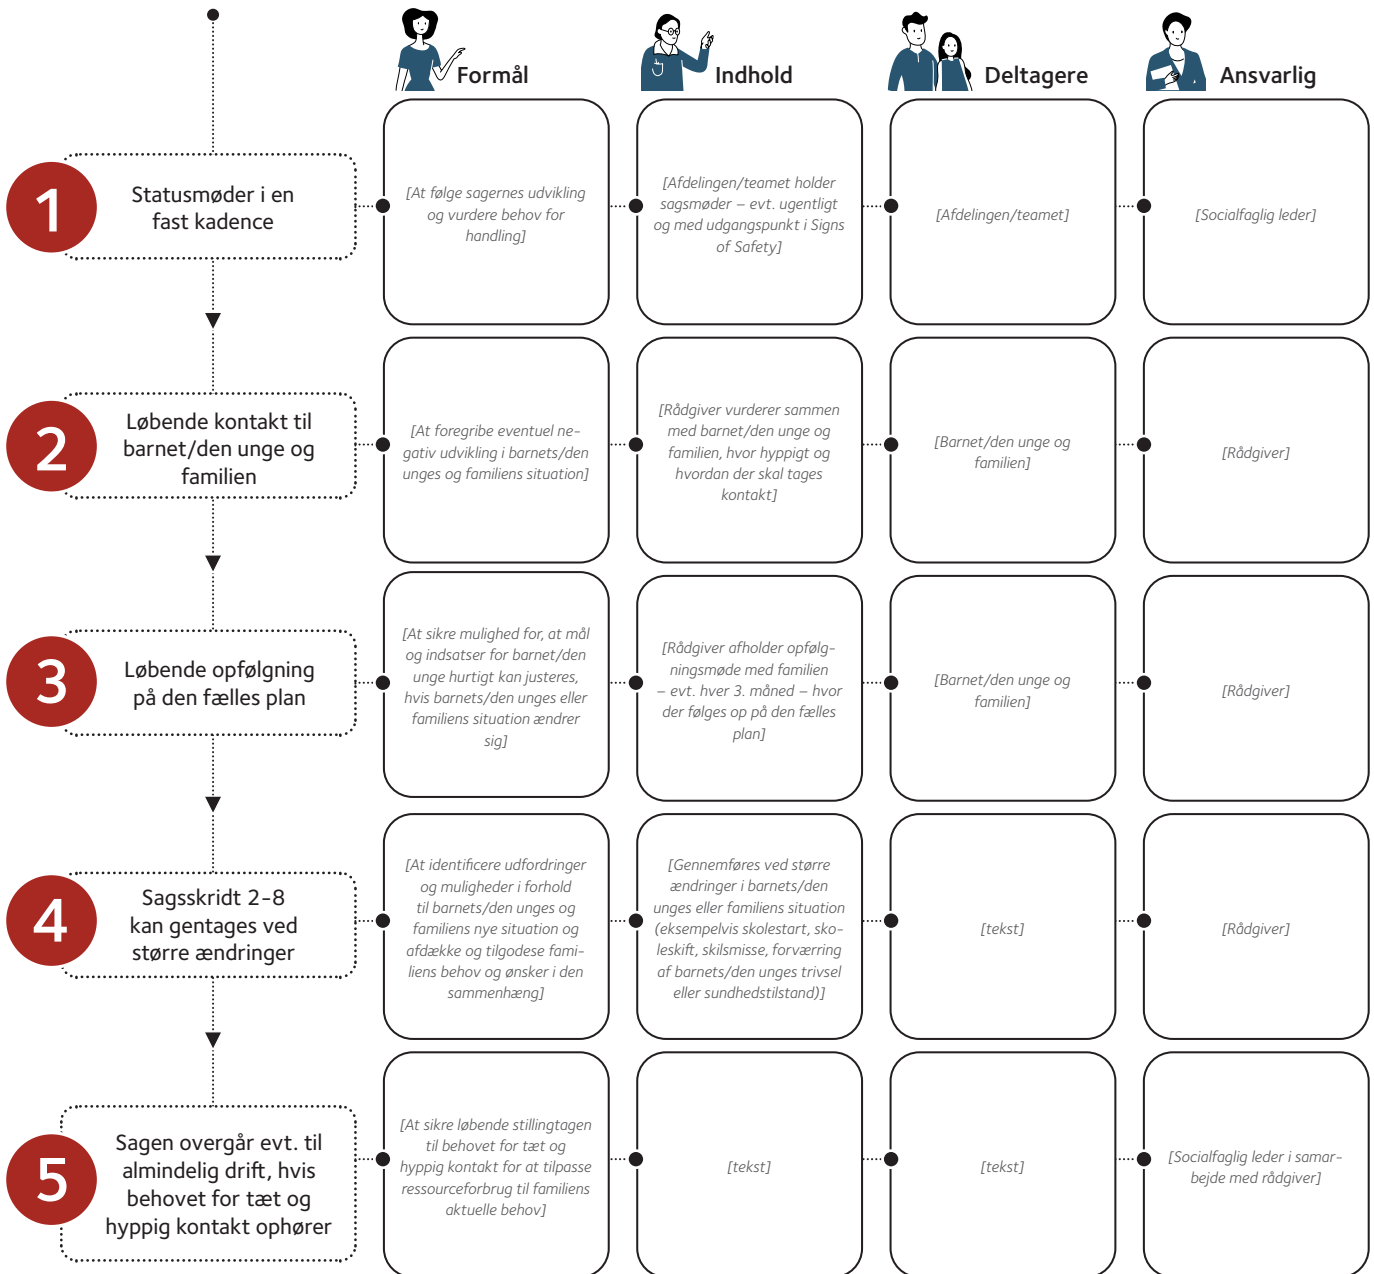 Formål
Indhold
Deltagere
Ansvarlig
1
Statusmøder i en
fast kadence
[At følge sagernes udvikling
og vurdere behov for
handling]
[Afdelingen/teamet holder
sagsmøder – evt. ugentligt
og med udgangspunkt i Signs
of Safety]
[Afdelingen/teamet]
[Socialfaglig leder]
2
Løbende kontakt til
barnet/den unge og
familien
[At foregribe eventuel ne-
gativ udvikling i barnets/den
unges og familiens situation]
[Rådgiver vurderer sammen
med barnet/den unge og
familien, hvor hyppigt og
hvordan der skal tages
kontakt]
[Barnet/den unge og
familien]
[Rådgiver]
3
Løbende opfølgning
på den fælles plan
[At sikre mulighed for, at mål
og indsatser for barnet/den
unge hurtigt kan justeres,
hvis barnets/den unges eller
familiens situation ændrer
sig]
[Rådgiver afholder opfølg-
ningsmøde med familien
– evt. hver 3. måned – hvor
der følges op på den fælles
plan]
[Barnet/den unge og
familien]
[Rådgiver]
4
Sagsskridt 2-8
kan gentages ved
større ændringer
[At identificere udfordringer
og muligheder i forhold
til barnets/den unges og
familiens nye situation og
afdække og tilgodese fami-
liens behov og ønsker i den
sammenhæng]
[Gennemføres ved større
ændringer i barnets/den
unges eller familiens situation
(eksempelvis skolestart, sko-
leskift, skilsmisse, forværring
af barnets/den unges trivsel
eller sundhedstilstand)]
[tekst]
[Rådgiver]
5
Sagen overgår evt. til
almindelig drift, hvis
behovet for tæt og
hyppig kontakt ophører
[At sikre løbende stillingtagen
til behovet for tæt og
hyppig kontakt for at tilpasse
ressourceforbrug til familiens
aktuelle behov]
[tekst]
[tekst]
[Socialfaglig leder i samar-
bejde med rådgiver]